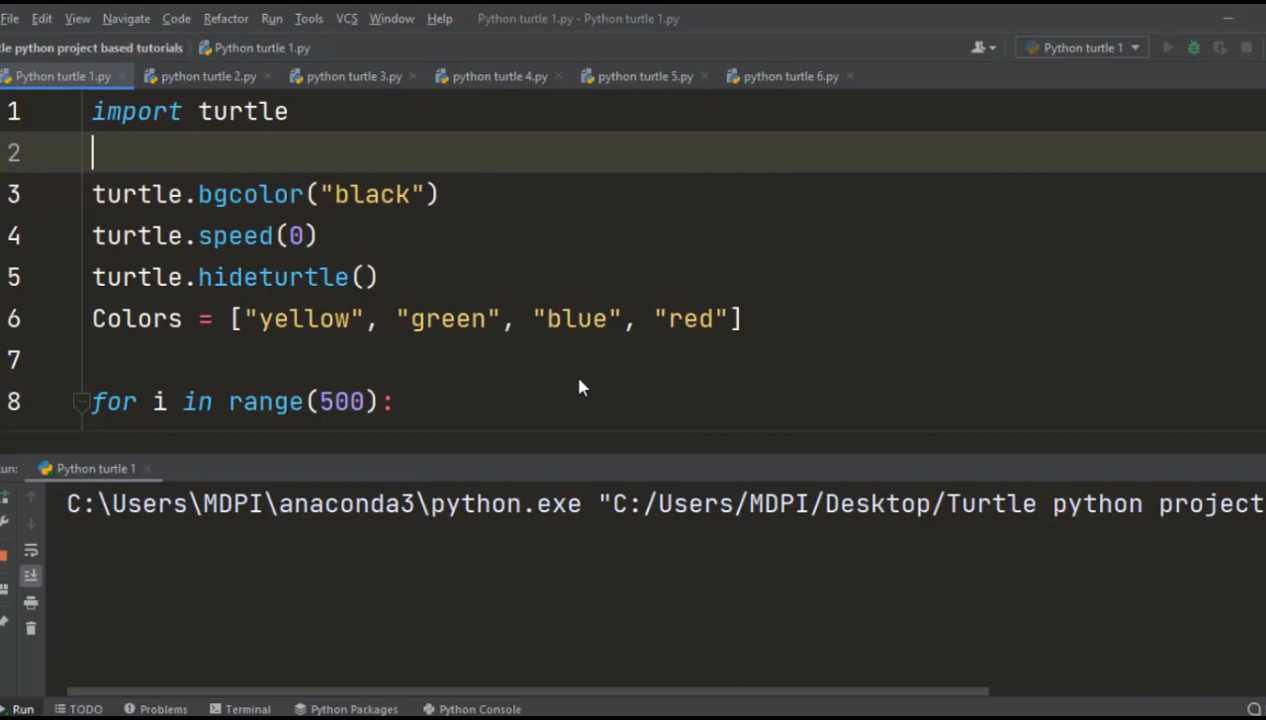 File Edit View Navigate Code Refactor Run Tools VCS Window Help Python turtle 1.py - Python turtle 1.py
tle python project based tutorials Python turtle 1.py Python turtle 1
Python turtle 1.py python turtle 2.py python turtle 3.py python turtle 4.py python turtle 5.py python turtle 6.py
1 import turtle
2
3 turtle.bgcolor("black")
4 turtle.speed(0)
5 turtle.hideturtle()
6 Colors = ["yellow", "green", "blue", "red"]
7
8 for i in range(500):
un: Python turtle 1
C:\Users\MDPI\anaconda3\python.exe "C:/Users/MDPI/Desktop/Turtle python project
Run TODO Problems Terminal Python Packages Python Console